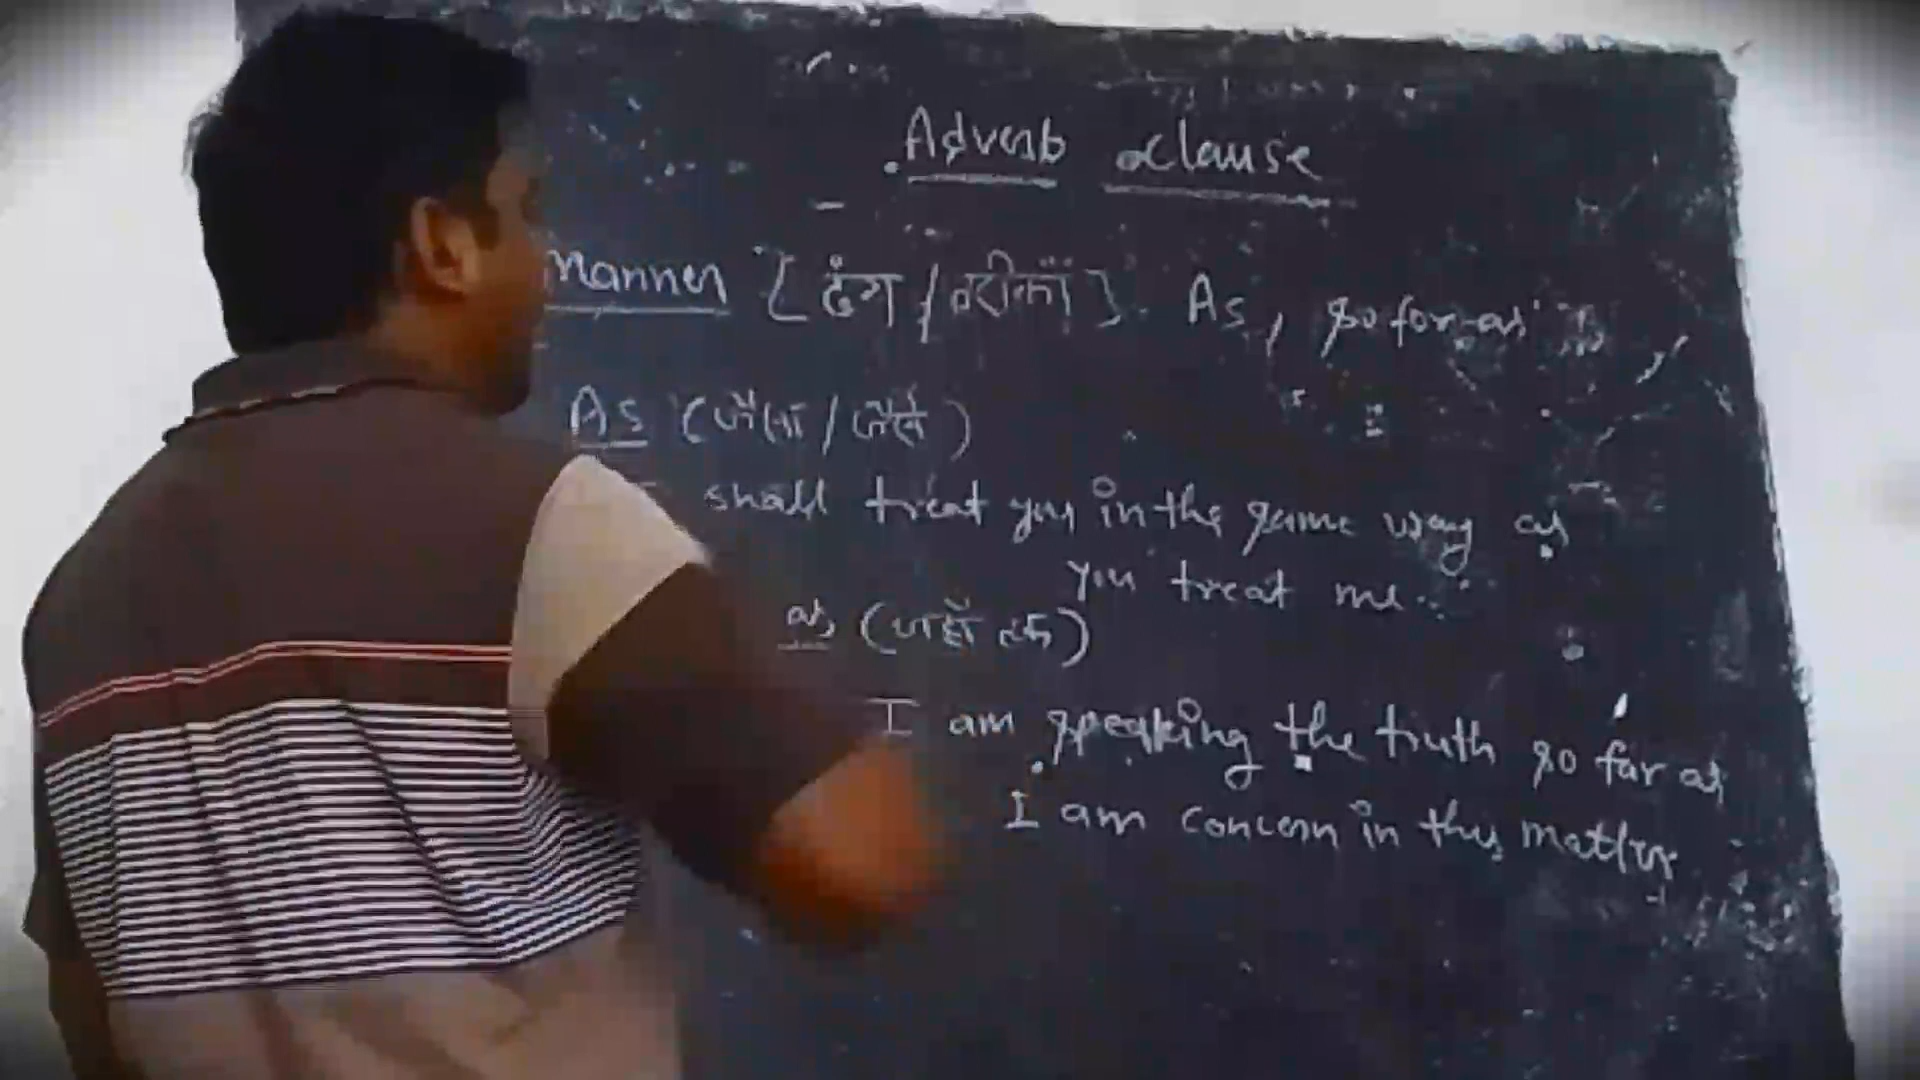 Adverb clause
Manner [ढंग/तरीका] As, so far as
As (जैसा/जैसे)
shall treat you in the same way as
you treat me.
as (जहाँ तक)
I am speaking the truth so far as
I am concern in this matter